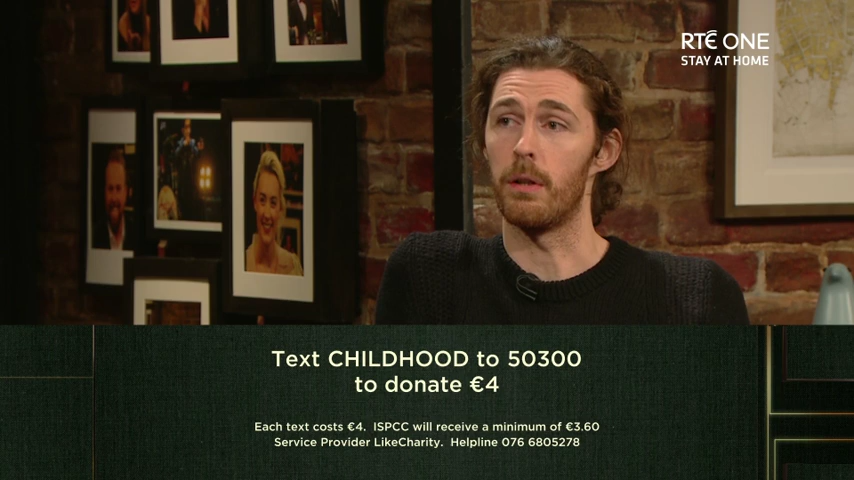 RTÉ ONE
STAY AT HOME
Text CHILDHOOD to 50300
to donate €4
Each text costs €4. ISPCC will receive a minimum of €3.60
Service Provider LikeCharity. Helpline 076 6805278